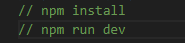 // npm install
// npm run dev